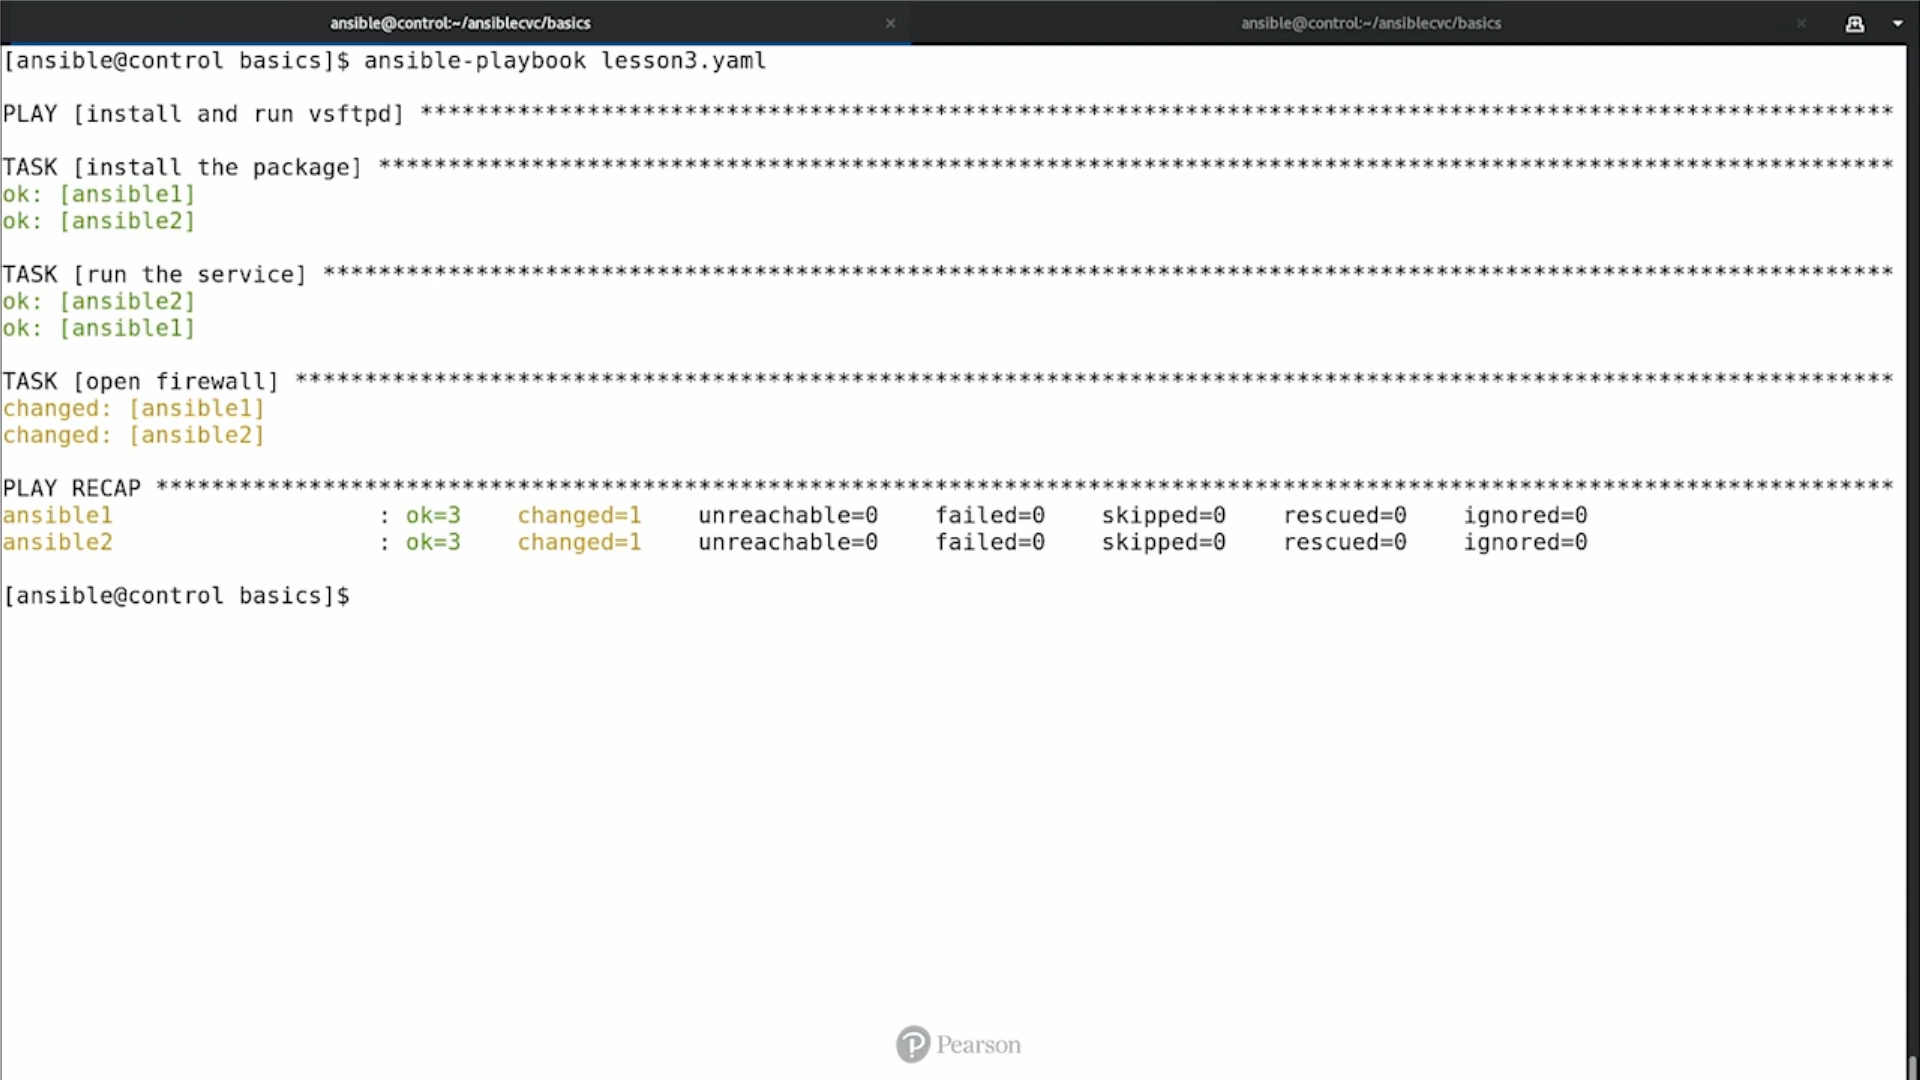 ansible@control:~/ansiblecvc/basics × ansible@control:~/ansiblecvc/basics ×
[ansible@control basics]$ ansible-playbook lesson3.yaml
PLAY [install and run vsftpd] **********************************************************************************************************
TASK [install the package] *************************************************************************************************************
ok: [ansible1]
ok: [ansible2]
TASK [run the service] *****************************************************************************************************************
ok: [ansible2]
ok: [ansible1]
TASK [open firewall] *******************************************************************************************************************
changed: [ansible1]
changed: [ansible2]
PLAY RECAP *****************************************************************************************************************************
ansible1 : ok=3 changed=1 unreachable=0 failed=0 skipped=0 rescued=0 ignored=0
ansible2 : ok=3 changed=1 unreachable=0 failed=0 skipped=0 rescued=0 ignored=0
[ansible@control basics]$
Pearson